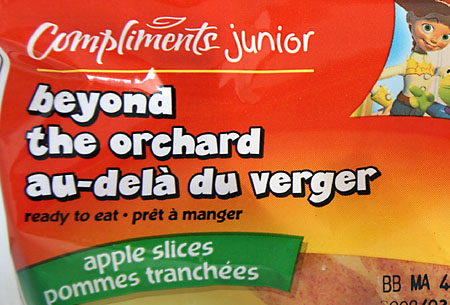 Compliments junior
beyond
the orchard
au-delà du verger
ready to eat • prêt à manger
apple slices
pommes tranchées
BB MA 4